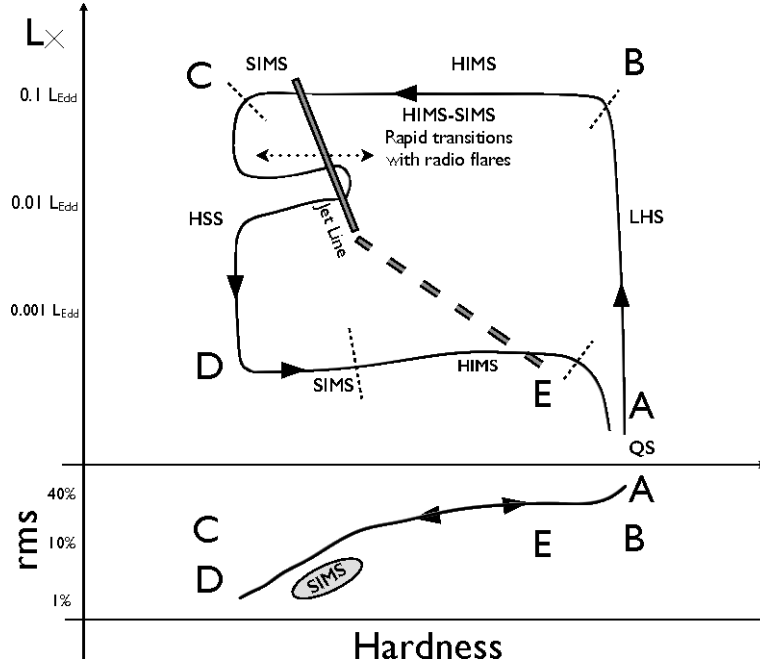 Lx
SIMS
HIMS
B
C
0.1 LEdd
HIMS-SIMS
Rapid transitions
with radio flares
0.01 LEdd
HSS
Jet Line
LHS
0.001 LEdd
D
SIMS
HIMS
E
A
QS
40%
A
rms
C
10%
E
B
D
SIMS
1%
Hardness